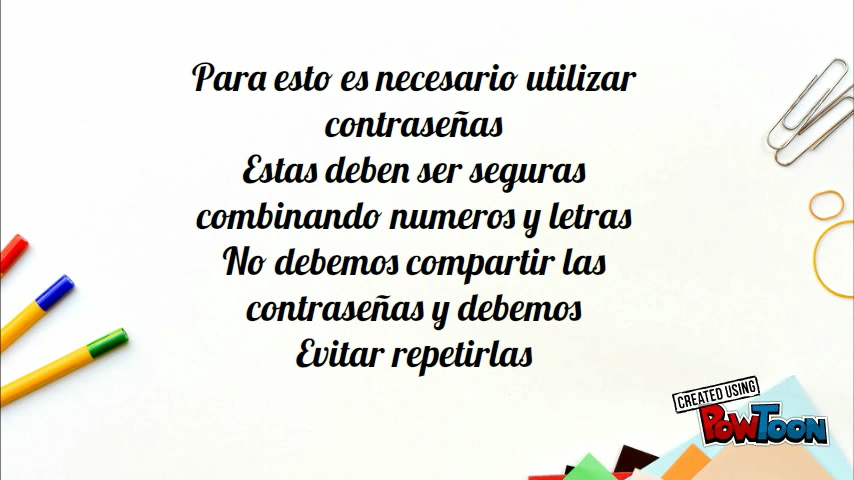 Para esto es necesario utilizar
contraseñas
Estas deben ser seguras
combinando numeros y letras
No debemos compartir las
contraseñas y debemos
Evitar repetirlas
CREATED USING
POWTOON